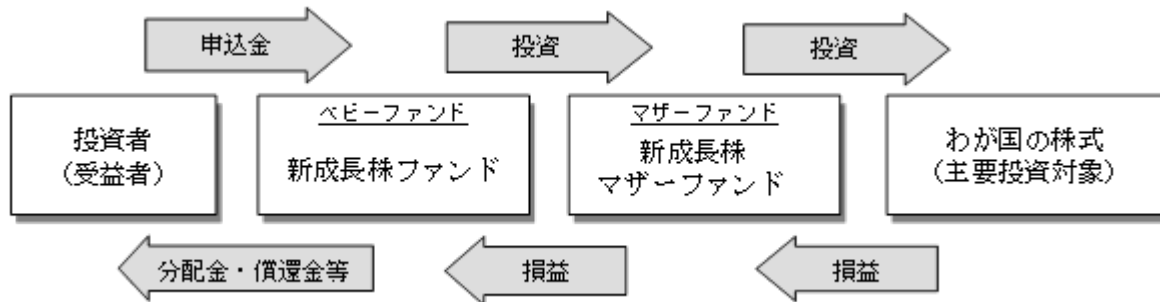 申込金
投資
投資
投資者
(受益者)
ベビーファンド
新成長株ファンド
マザーファンド
新成長株
マザーファンド
わが国の株式
(主要投資対象)
分配金・償還金等
損益
損益